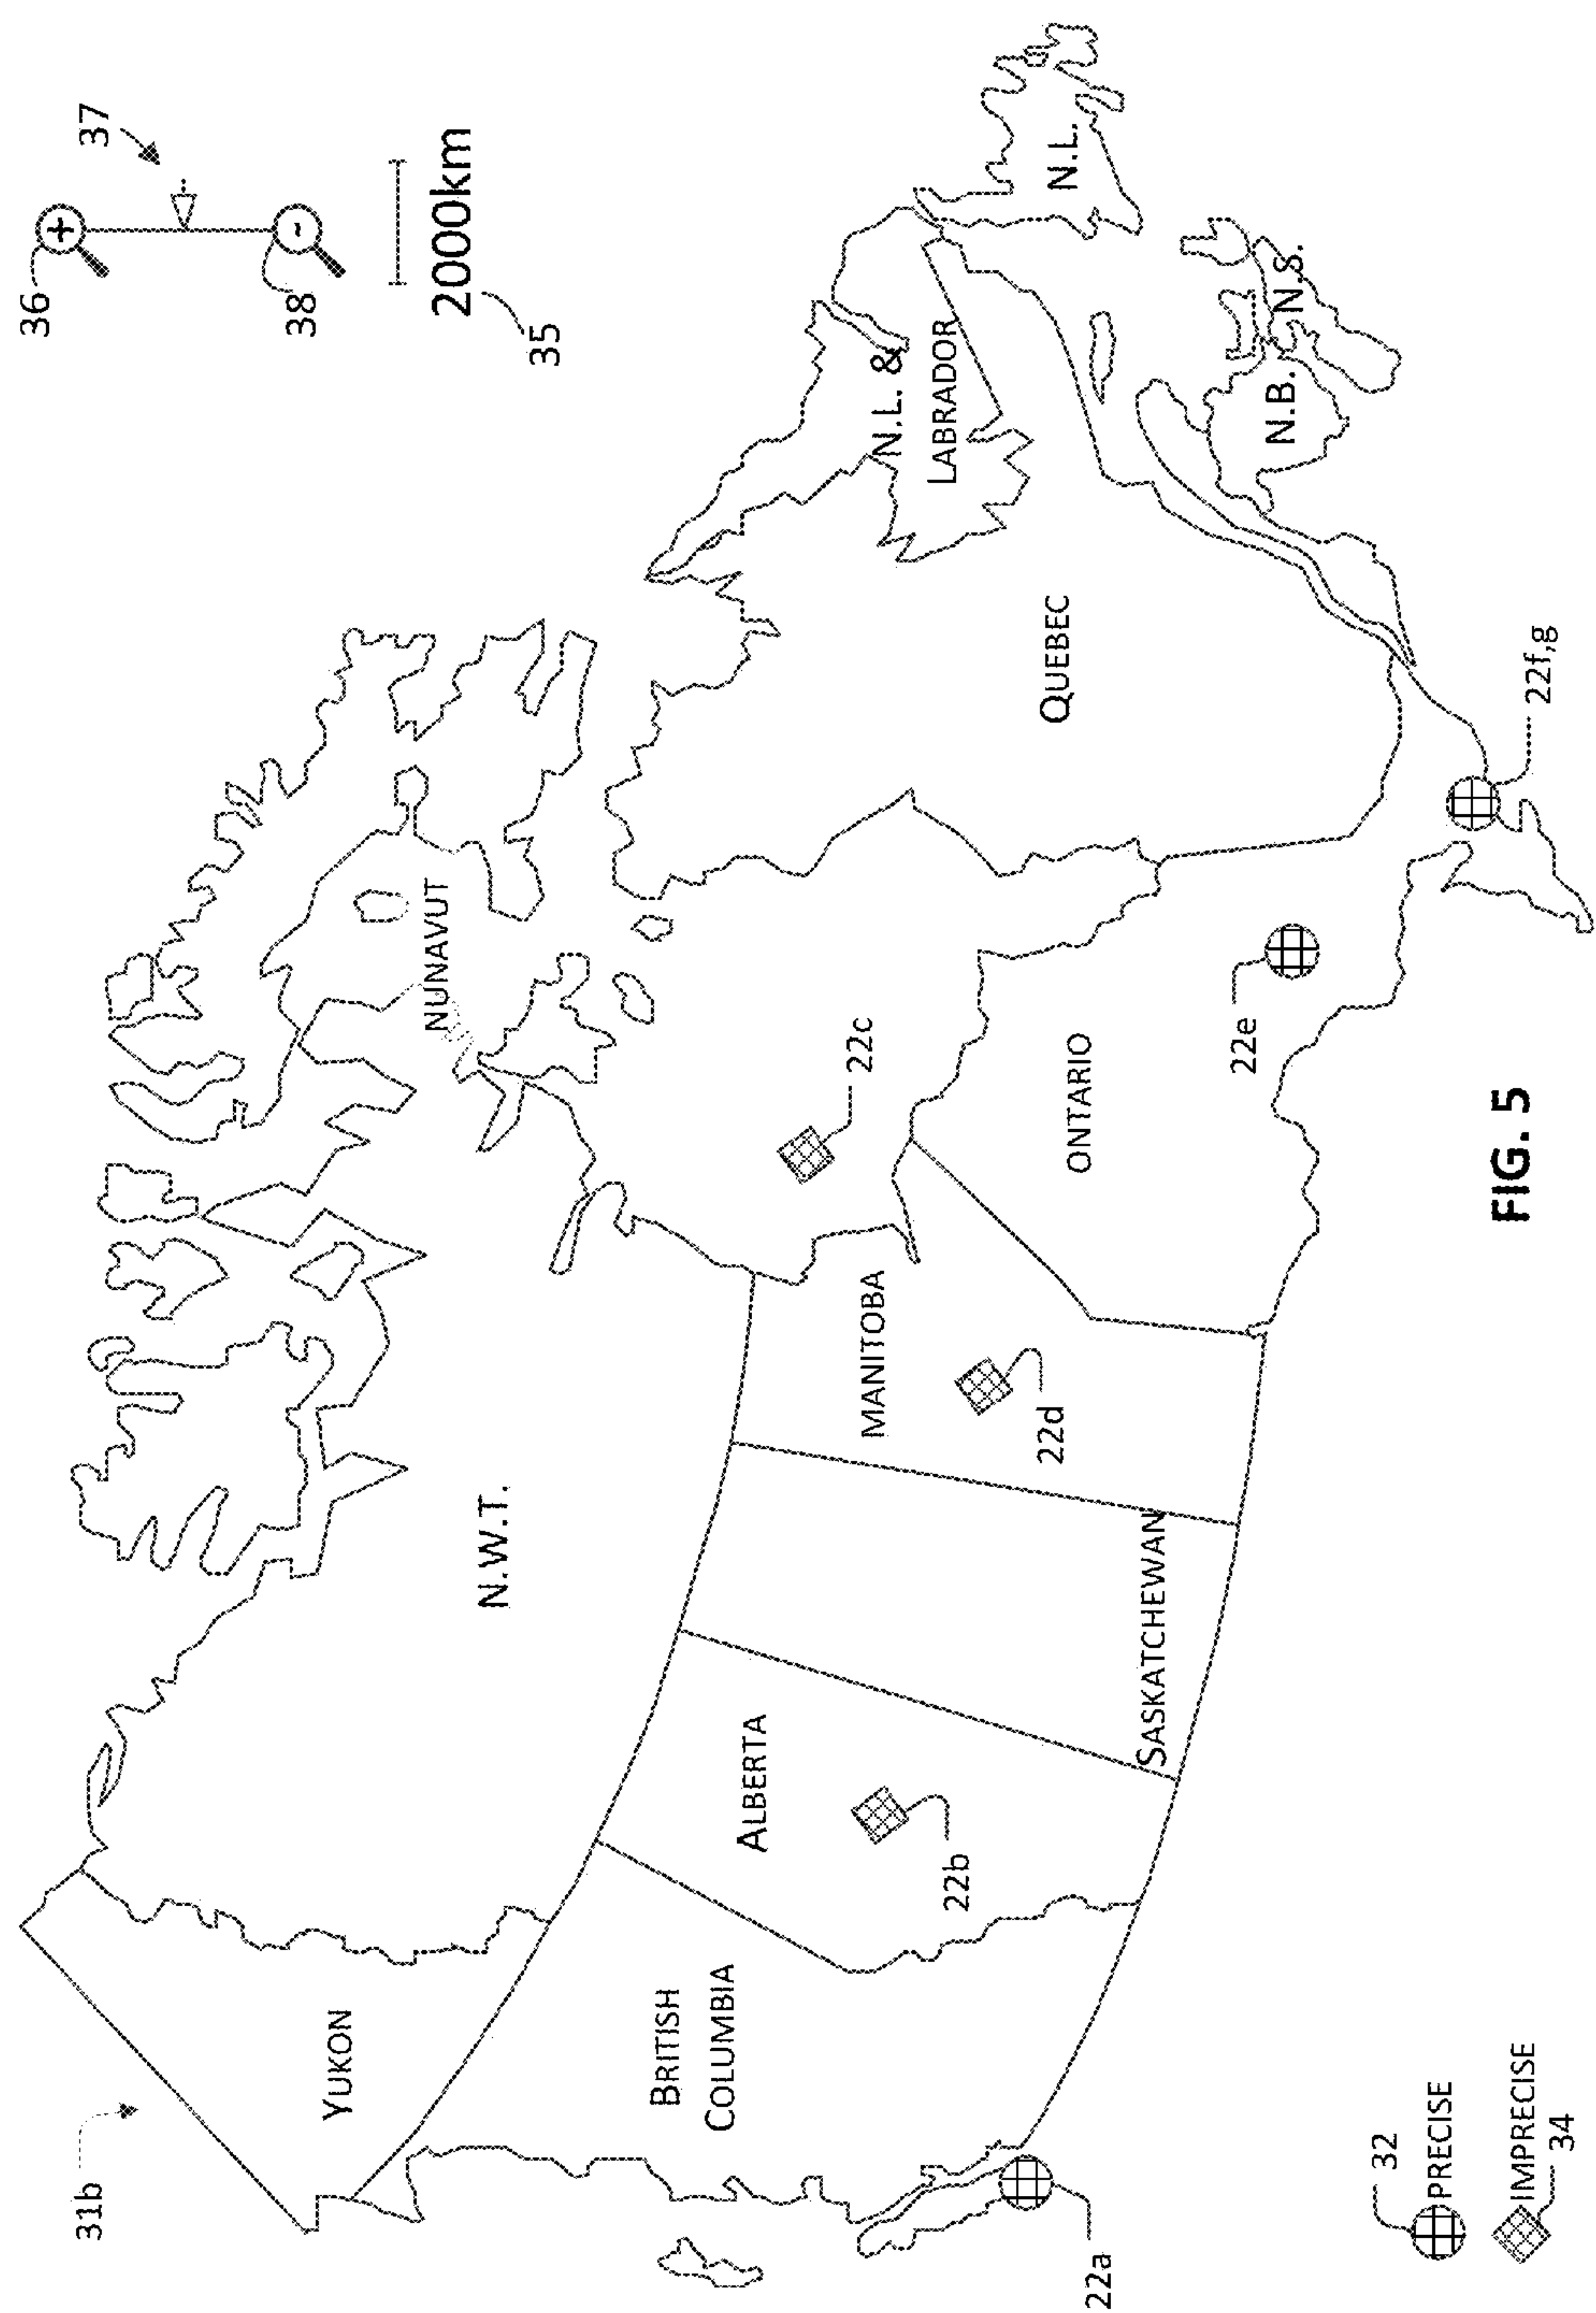 31b
36
37
38
2000km
35
YUKON
N.W.T.
NUNAVUT
BRITISH
COLUMBIA
ALBERTA
22b
SASKATCHEWAN
MANITOBA
22d
22c
ONTARIO
22e
QUEBEC
N.L. &
LABRADOR
N.L.
N.B.
N.S.
22f,g
22a
32
PRECISE
IMPRECISE
34
FIG. 5